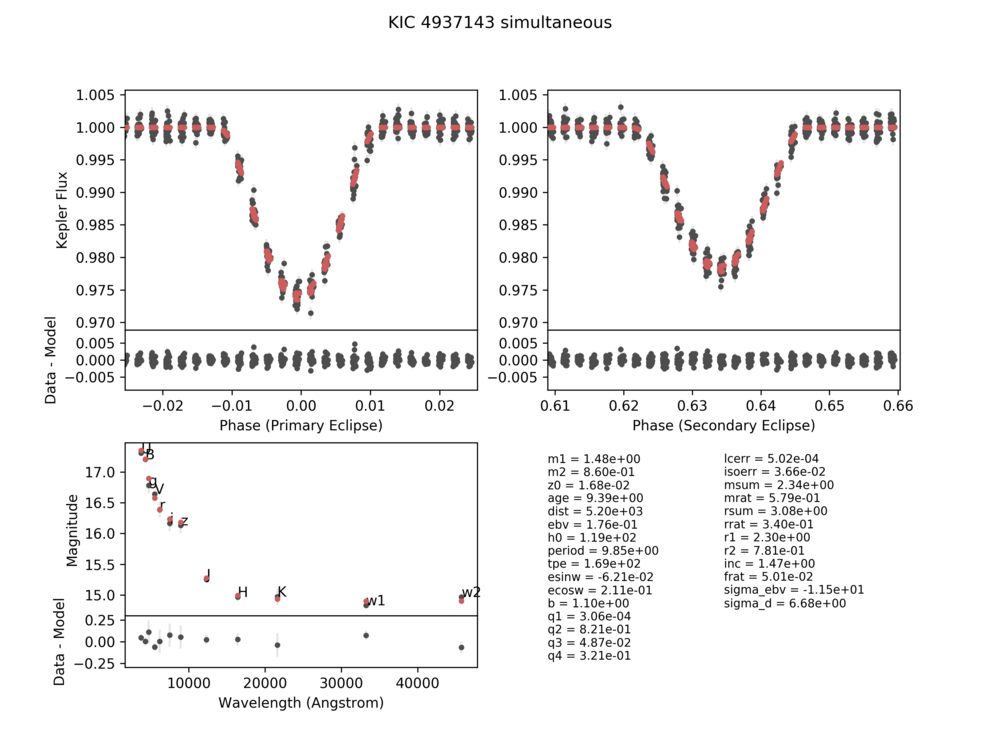 KIC 4937143 simultaneous
1.005
1.000
0.995
0.990
0.985
0.980
0.975
0.970
Kepler Flux
0.005
0.000
−0.005
Data - Model
−0.02 −0.01 0.00 0.01 0.02
Phase (Primary Eclipse)
1.005
1.000
0.995
0.990
0.985
0.980
0.975
0.970
0.005
0.000
−0.005
0.61 0.62 0.63 0.64 0.65 0.66
Phase (Secondary Eclipse)
17.0
16.5
16.0
15.5
15.0
Magnitude
B
V
r
z
J
H
K
w1
w2
0.25
0.00
−0.25
Data - Model
10000 20000 30000 40000
Wavelength (Angstrom)
m1 = 1.48e+00
m2 = 8.60e-01
z0 = 1.68e-02
age = 9.39e+00
dist = 5.20e+03
ebv = 1.76e-01
h0 = 1.19e+02
period = 9.85e+00
tpe = 1.69e+02
esinw = -6.21e-02
ecosw = 2.11e-01
b = 1.10e+00
q1 = 3.06e-04
q2 = 8.21e-01
q3 = 4.87e-02
q4 = 3.21e-01
lcerr = 5.02e-04
isoerr = 3.66e-02
msum = 2.34e+00
mrat = 5.79e-01
rsum = 3.08e+00
rrat = 3.40e-01
r1 = 2.30e+00
r2 = 7.81e-01
inc = 1.47e+00
frat = 5.01e-02
sigma_ebv = -1.15e+01
sigma_d = 6.68e+00